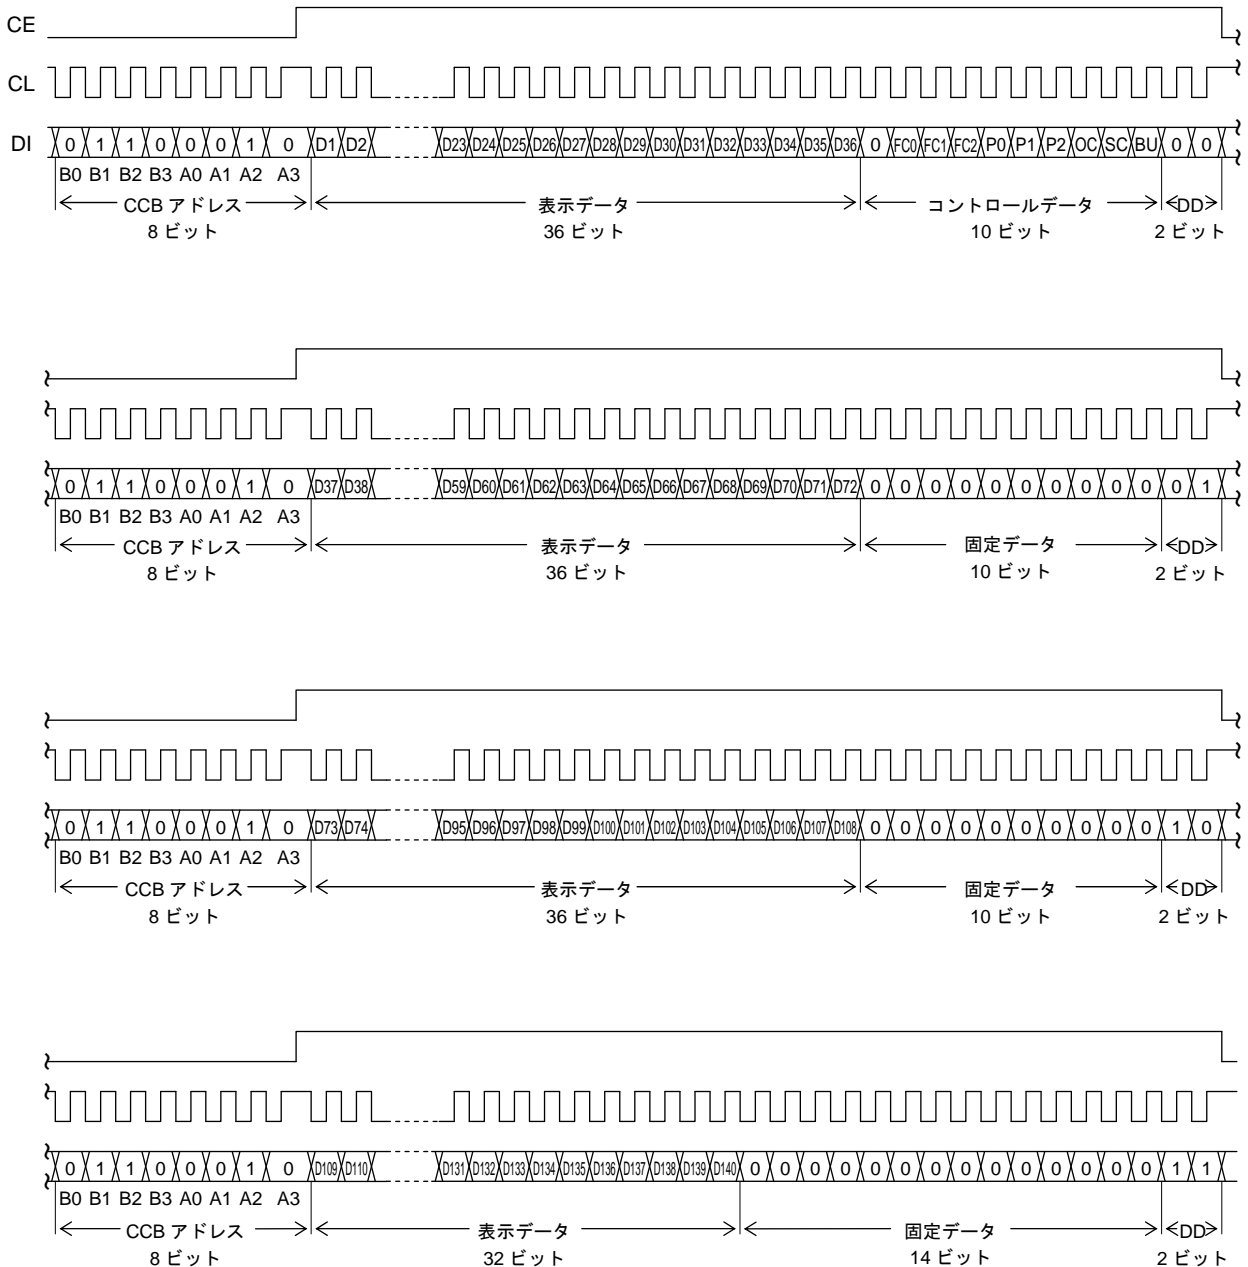 CE
CL
DI 0 1 1 0 0 0 1 0 D1 D2 D23 D24 D25 D26 D27 D28 D29 D30 D31 D32 D33 D34 D35 D36 0 FC0 FC1 FC2 P0 P1 P2 OC SC BU 0 0
B0 B1 B2 B3 A0 A1 A2 A3
CCB アドレス 表示データ コントロールデータ DD
8 ビット 36 ビット 10 ビット 2 ビット
0 1 1 0 0 0 1 0 D37 D38 D59 D60 D61 D62 D63 D64 D65 D66 D67 D68 D69 D70 D71 D72 0 0 0 0 0 0 0 0 0 0 0 1
B0 B1 B2 B3 A0 A1 A2 A3
CCB アドレス 表示データ 固定データ DD
8 ビット 36 ビット 10 ビット 2 ビット
0 1 1 0 0 0 1 0 D73 D74 D95 D96 D97 D98 D99 D100 D101 D102 D103 D104 D105 D106 D107 D108 0 0 0 0 0 0 0 0 0 0 1 0
B0 B1 B2 B3 A0 A1 A2 A3
CCB アドレス 表示データ 固定データ DD
8 ビット 36 ビット 10 ビット 2 ビット
0 1 1 0 0 0 1 0 D109 D110 D131 D132 D133 D134 D135 D136 D137 D138 D139 D140 0 0 0 0 0 0 0 0 0 0 0 0 0 0 1 1
B0 B1 B2 B3 A0 A1 A2 A3
CCB アドレス 表示データ 固定データ DD
8 ビット 32 ビット 14 ビット 2 ビット